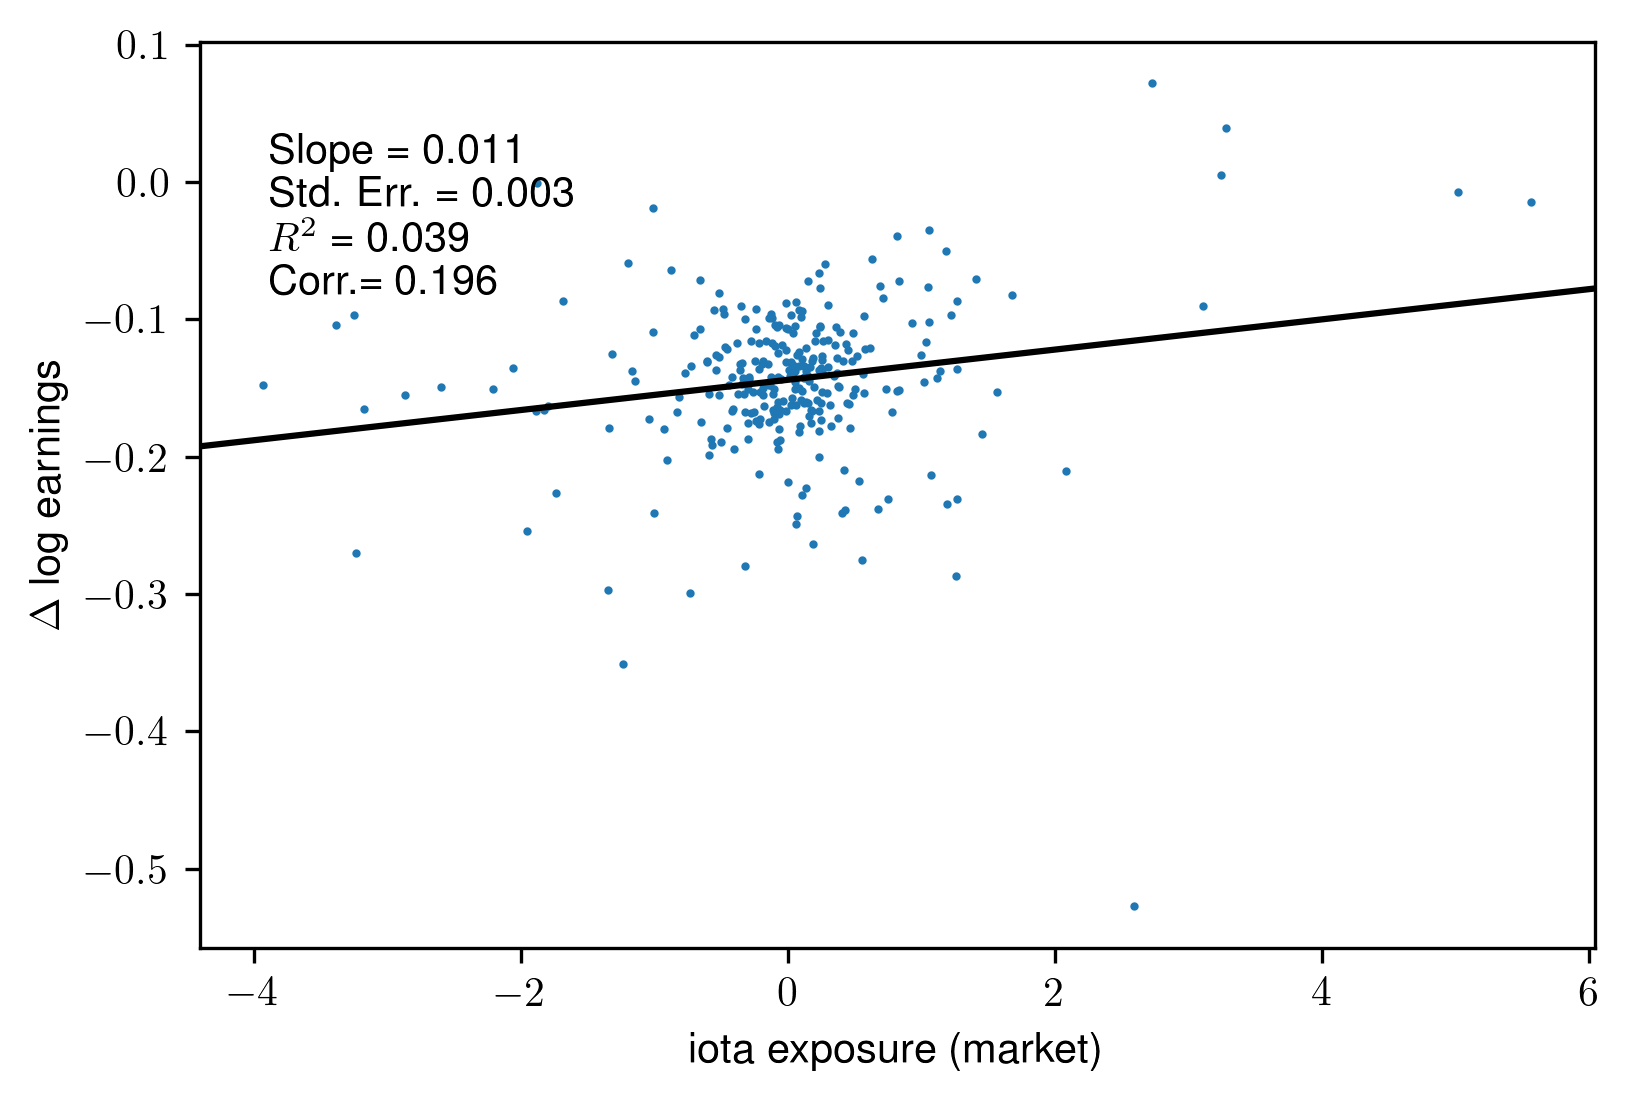 Slope = 0.011
Std. Err. = 0.003
R² = 0.039
Corr.= 0.196
0.1
0.0
−0.1
−0.2
−0.3
−0.4
−0.5
Δ log earnings
−4 −2 0 2 4 6
iota exposure (market)